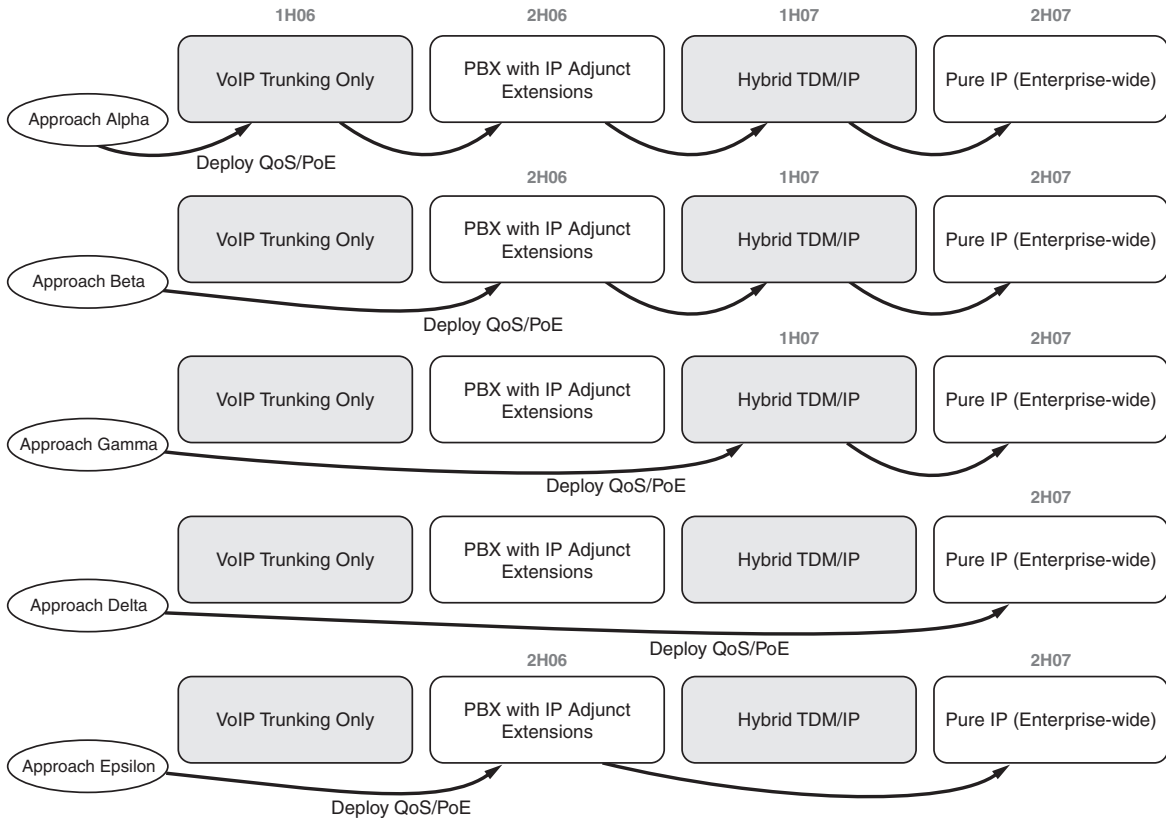 1H06
2H06
1H07
2H07
VoIP Trunking Only
PBX with IP Adjunct
Extensions
Hybrid TDM/IP
Pure IP (Enterprise-wide)
Approach Alpha
Deploy QoS/PoE
2H06
1H07
2H07
VoIP Trunking Only
PBX with IP Adjunct
Extensions
Hybrid TDM/IP
Pure IP (Enterprise-wide)
Approach Beta
Deploy QoS/PoE
1H07
2H07
VoIP Trunking Only
PBX with IP Adjunct
Extensions
Hybrid TDM/IP
Pure IP (Enterprise-wide)
Approach Gamma
Deploy QoS/PoE
2H07
VoIP Trunking Only
PBX with IP Adjunct
Extensions
Hybrid TDM/IP
Pure IP (Enterprise-wide)
Approach Delta
Deploy QoS/PoE
2H06
2H07
VoIP Trunking Only
PBX with IP Adjunct
Extensions
Hybrid TDM/IP
Pure IP (Enterprise-wide)
Approach Epsilon
Deploy QoS/PoE